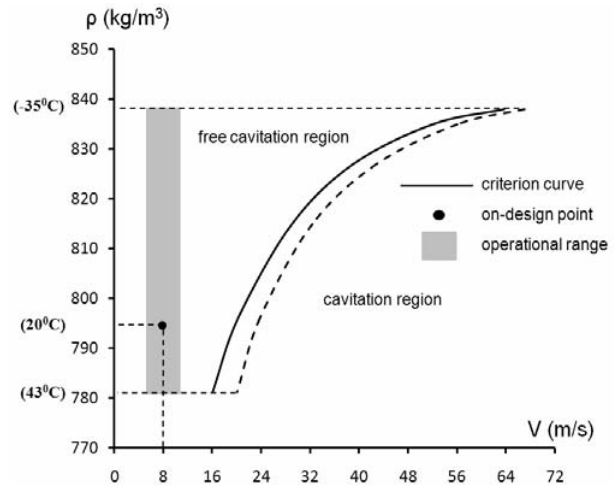 ρ (kg/m³)
850
(-35⁰C) 840
830
820
810
800
(20⁰C)
790
(43⁰C) 780
770
free cavitation region
criterion curve
on-design point
operational range
cavitation region
V (m/s)
0 8 16 24 32 40 48 56 64 72